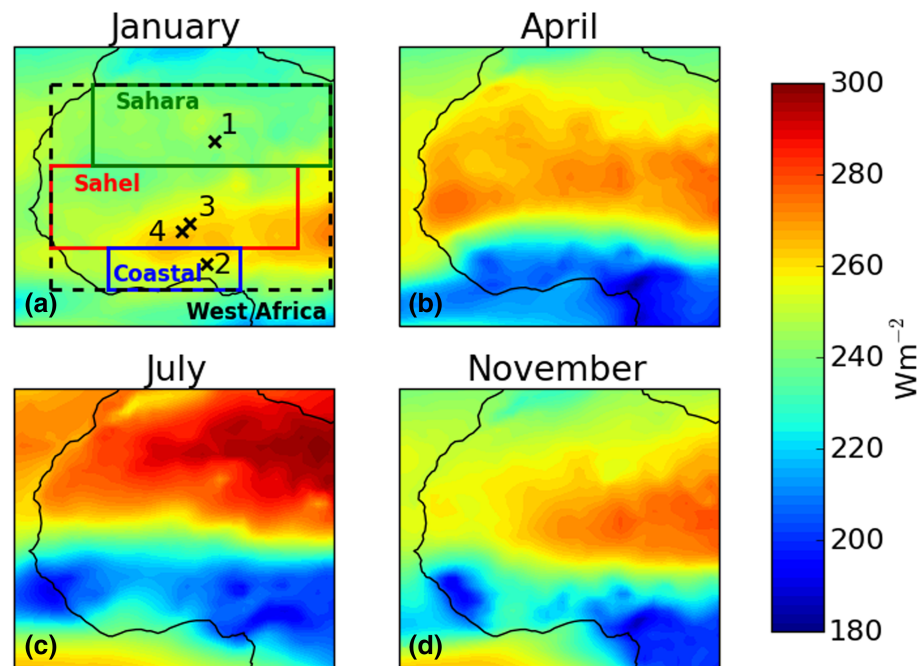 January
April
Sahara
1
Sahel
3
4
2
Coastal
West Africa
(a)
(b)
July
November
(c)
(d)
300
280
260
240
220
200
180
Wm⁻²